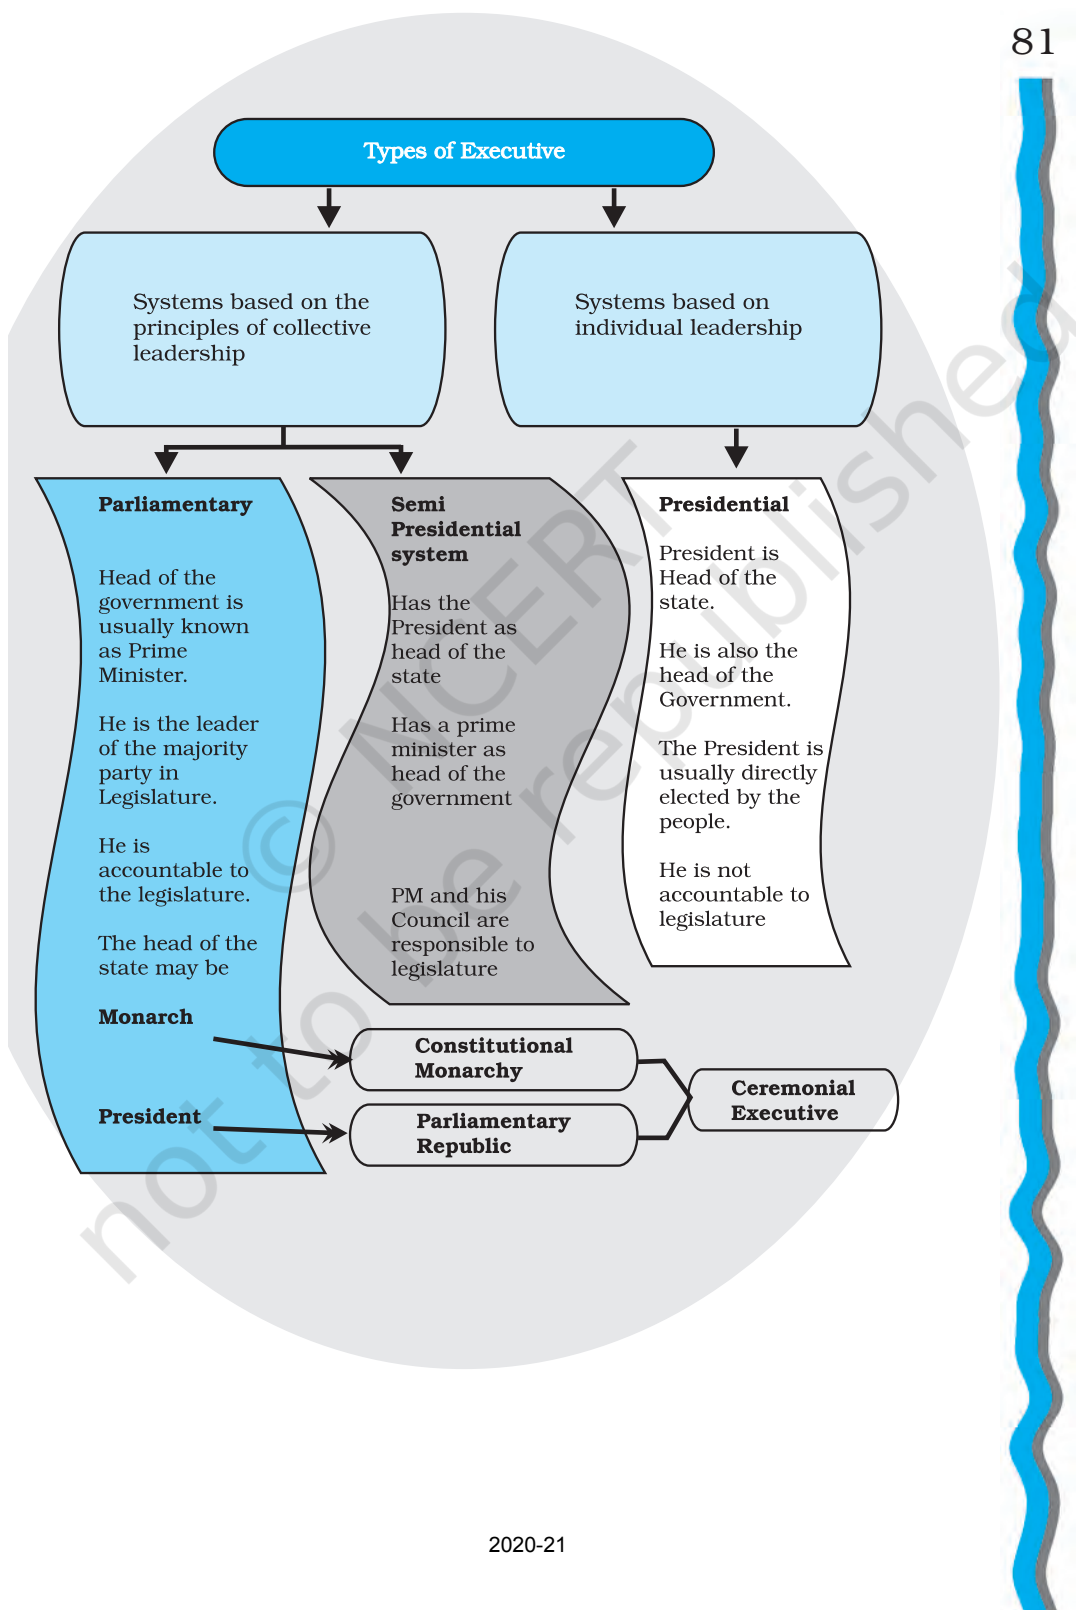 81
Types of Executive
Systems based on the
principles of collective
leadership
Systems based on
individual leadership
Parliamentary
Head of the
government is
usually known
as Prime
Minister.
He is the leader
of the majority
party in
Legislature.
He is
accountable to
the legislature.
The head of the
state may be
Monarch
President
Semi
Presidential
system
Has the
President as
head of the
state
Has a prime
minister as
head of the
government
PM and his
Council are
responsible to
legislature
Presidential
President is
Head of the
state.
He is also the
head of the
Government.
The President is
usually directly
elected by the
people.
He is not
accountable to
legislature
Constitutional
Monarchy
Parliamentary
Republic
Ceremonial
Executive
© NCERT
not to be republished
2020-21